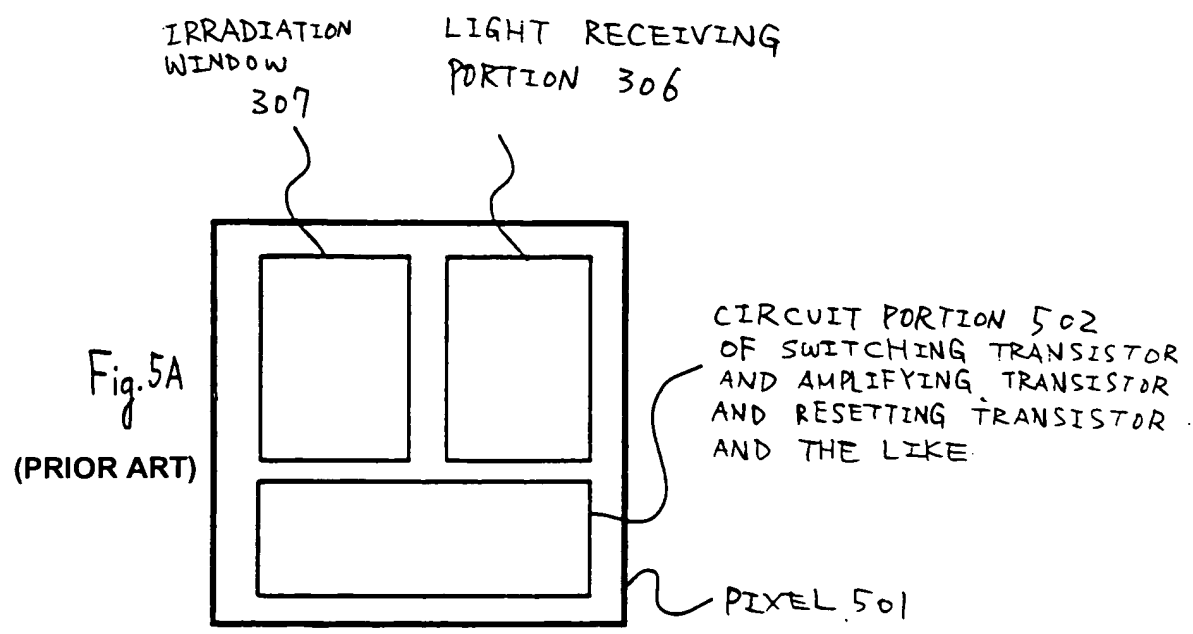 IRRADIATION
WINDOW
307
LIGHT RECEIVING
PORTION 306
CIRCUIT PORTION 502
OF SWITCHING TRANSISTOR
AND AMPLIFYING TRANSISTOR
AND RESETTING TRANSISTOR
AND THE LIKE
Fig.5A
(PRIOR ART)
PIXEL 501